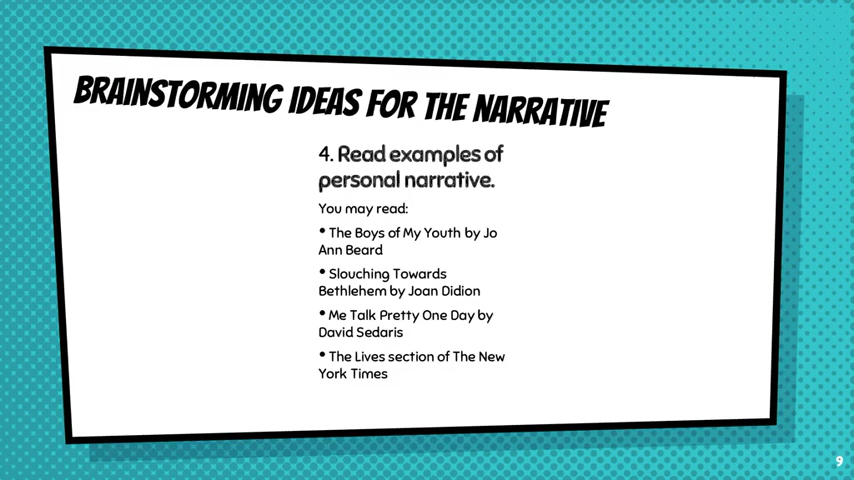 BRAINSTORMING IDEAS FOR THE NARRATIVE
4. Read examples of
personal narrative.
You may read:
• The Boys of My Youth by Jo
Ann Beard
• Slouching Towards
Bethlehem by Joan Didion
• Me Talk Pretty One Day by
David Sedaris
• The Lives section of The New
York Times
9